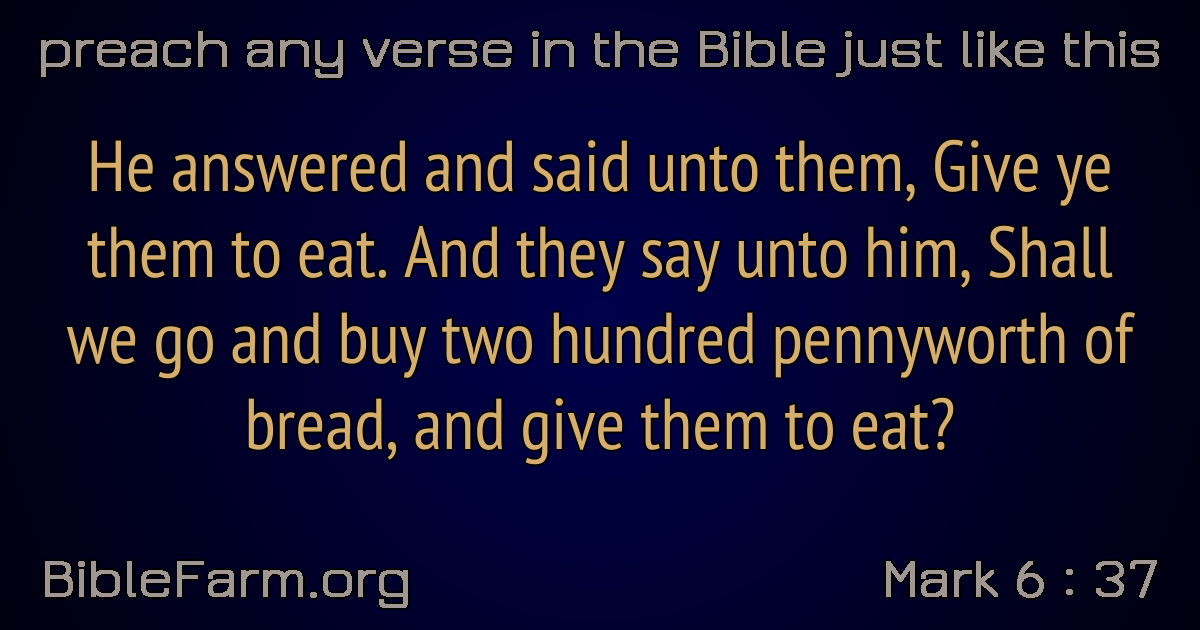 preach any verse in the Bible just like this
He answered and said unto them, Give ye
them to eat. And they say unto him, Shall
we go and buy two hundred pennyworth of
bread, and give them to eat?
BibleFarm.org
Mark 6 : 37